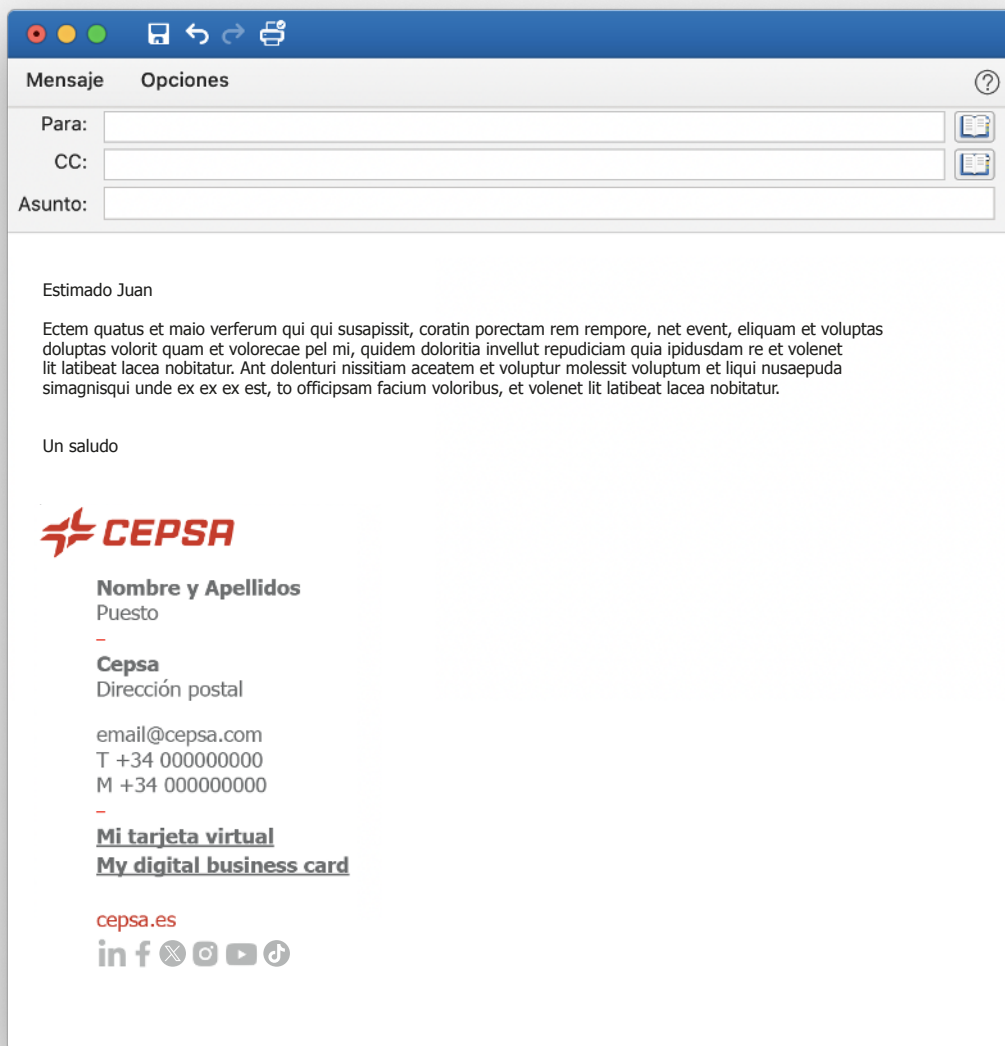 Mensaje Opciones
Para:
CC:
Asunto:
Estimado Juan
Ectem quatus et maio verferum qui qui susapissit, coratin porectam rem rempore, net event, eliquam et voluptas
doluptas volorit quam et volorecae pel mi, quidem doloritia invellut repudiciam quia ipidusdam re et volenet
lit latibeat lacea nobitatur. Ant dolenturi nissitiam aceatem et voluptur molessit voluptum et liqui nusaepuda
simagnisqui unde ex ex ex est, to officipsam facium voloribus, et volenet lit latibeat lacea nobitatur.
Un saludo
CEPSA
Nombre y Apellidos
Puesto
–
Cepsa
Dirección postal
email@cepsa.com
T +34 000000000
M +34 000000000
–
Mi tarjeta virtual
My digital business card
cepsa.es